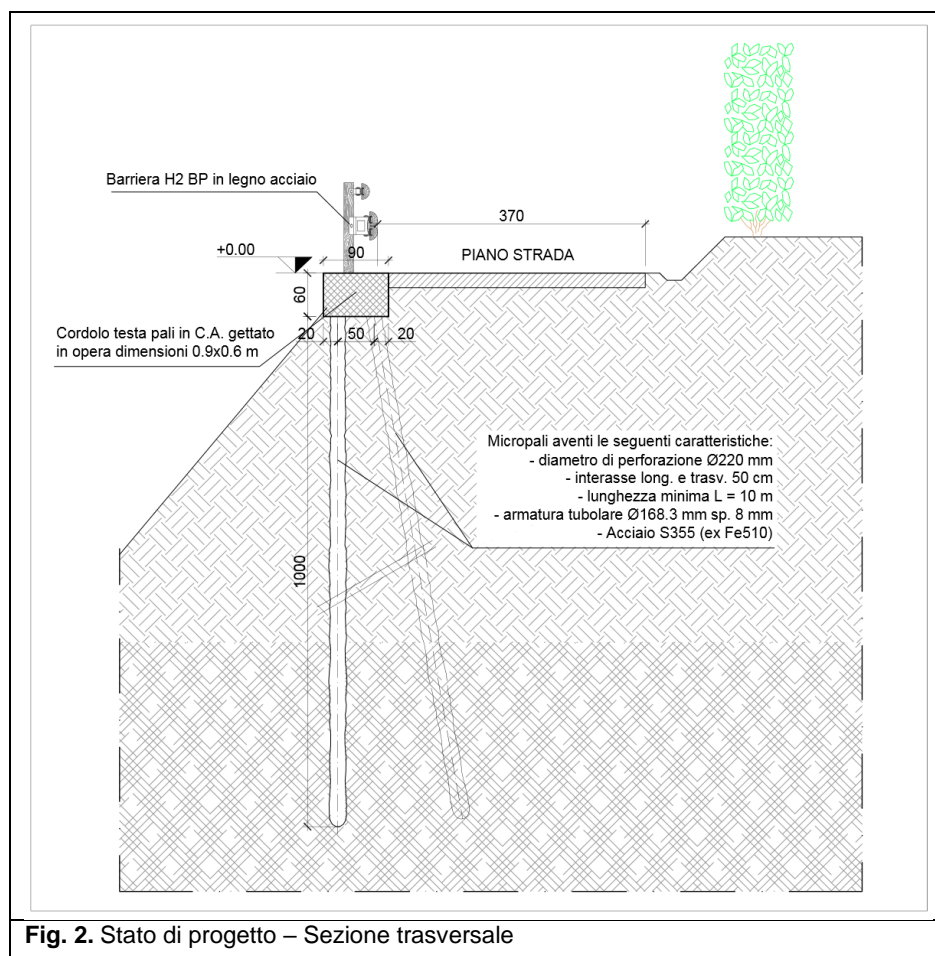 Barriera H2 BP in legno acciaio
370
+0.00
90
PIANO STRADA
60
Cordolo testa pali in C.A. gettato
in opera dimensioni 0.9x0.6 m
20
50
20
Micropali aventi le seguenti caratteristiche:
- diametro di perforazione Ø220 mm
- interasse long. e trasv. 50 cm
- lunghezza minima L = 10 m
- armatura tubolare Ø168.3 mm sp. 8 mm
- Acciaio S355 (ex Fe510)
1000
Fig. 2. Stato di progetto – Sezione trasversale